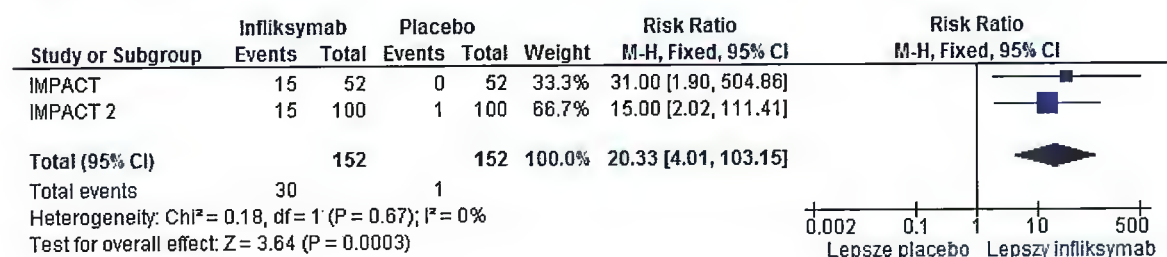 Infliksymab Placebo Risk Ratio Risk Ratio
Study or Subgroup Events Total Events Total Weight M-H, Fixed, 95% CI M-H, Fixed, 95% CI
IMPACT 15 52 0 52 33.3% 31.00 [1.90, 504.86]
IMPACT 2 15 100 1 100 66.7% 15.00 [2.02, 111.41]
Total (95% CI) 152 152 100.0% 20.33 [4.01, 103.15]
Total events 30 1
Heterogeneity: Chi² = 0.18, df = 1 (P = 0.67); I² = 0%
Test for overall effect: Z = 3.64 (P = 0.0003)
0.002 0.1 1 10 500
Lepsze placebo Lepszy infliksymab